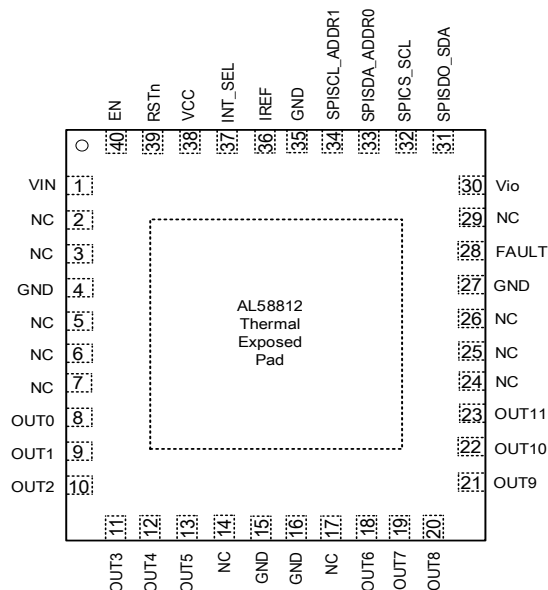 EN
RSTn
VCC
INT_SEL
IREF
GND
SPISCL_ADDR1
SPISDA_ADDR0
SPICS_SCL
SPISDO_SDA
40 39 38 37 36 35 34 33 32 31
VIN 1
NC 2
NC 3
GND 4
NC 5
NC 6
NC 7
OUT0 8
OUT1 9
OUT2 10
AL58812
Thermal
Exposed
Pad
30 Vio
29 NC
28 FAULT
27 GND
26 NC
25 NC
24 NC
23 OUT11
22 OUT10
21 OUT9
11 12 13 14 15 16 17 18 19 20
OUT3
OUT4
OUT5
NC
GND
GND
NC
OUT6
OUT7
OUT8